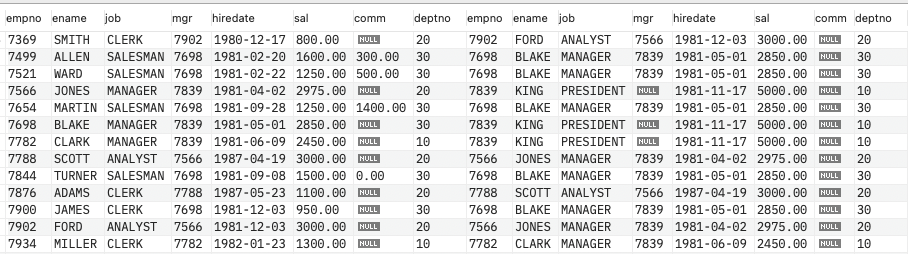 empno ename job mgr hiredate sal comm deptno empno ename job mgr hiredate sal comm deptno
7369 SMITH CLERK 7902 1980-12-17 800.00 NULL 20 7902 FORD ANALYST 7566 1981-12-03 3000.00 NULL 20
7499 ALLEN SALESMAN 7698 1981-02-20 1600.00 300.00 30 7698 BLAKE MANAGER 7839 1981-05-01 2850.00 NULL 30
7521 WARD SALESMAN 7698 1981-02-22 1250.00 500.00 30 7698 BLAKE MANAGER 7839 1981-05-01 2850.00 NULL 30
7566 JONES MANAGER 7839 1981-04-02 2975.00 NULL 20 7839 KING PRESIDENT NULL 1981-11-17 5000.00 NULL 10
7654 MARTIN SALESMAN 7698 1981-09-28 1250.00 1400.00 30 7698 BLAKE MANAGER 7839 1981-05-01 2850.00 NULL 30
7698 BLAKE MANAGER 7839 1981-05-01 2850.00 NULL 30 7839 KING PRESIDENT NULL 1981-11-17 5000.00 NULL 10
7782 CLARK MANAGER 7839 1981-06-09 2450.00 NULL 10 7839 KING PRESIDENT NULL 1981-11-17 5000.00 NULL 10
7788 SCOTT ANALYST 7566 1987-04-19 3000.00 NULL 20 7566 JONES MANAGER 7839 1981-04-02 2975.00 NULL 20
7844 TURNER SALESMAN 7698 1981-09-08 1500.00 0.00 30 7698 BLAKE MANAGER 7839 1981-05-01 2850.00 NULL 30
7876 ADAMS CLERK 7788 1987-05-23 1100.00 NULL 20 7788 SCOTT ANALYST 7566 1987-04-19 3000.00 NULL 20
7900 JAMES CLERK 7698 1981-12-03 950.00 NULL 30 7698 BLAKE MANAGER 7839 1981-05-01 2850.00 NULL 30
7902 FORD ANALYST 7566 1981-12-03 3000.00 NULL 20 7566 JONES MANAGER 7839 1981-04-02 2975.00 NULL 20
7934 MILLER CLERK 7782 1982-01-23 1300.00 NULL 10 7782 CLARK MANAGER 7839 1981-06-09 2450.00 NULL 10